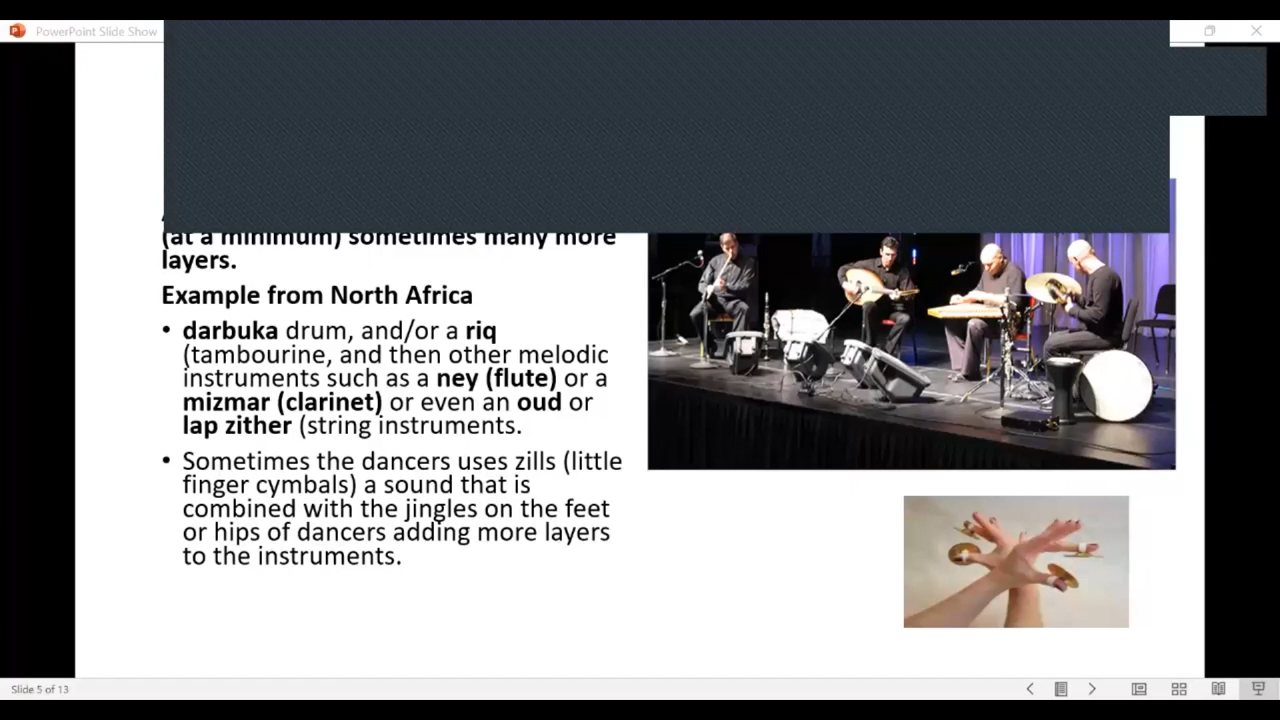 PowerPoint Slide Show
(at a minimum) sometimes many more
layers.
Example from North Africa
• darbuka drum, and/or a riq
(tambourine, and then other melodic
instruments such as a ney (flute) or a
mizmar (clarinet) or even an oud or
lap zither (string instruments.
• Sometimes the dancers uses zills (little
finger cymbals) a sound that is
combined with the jingles on the feet
or hips of dancers adding more layers
to the instruments.
Slide 5 of 13